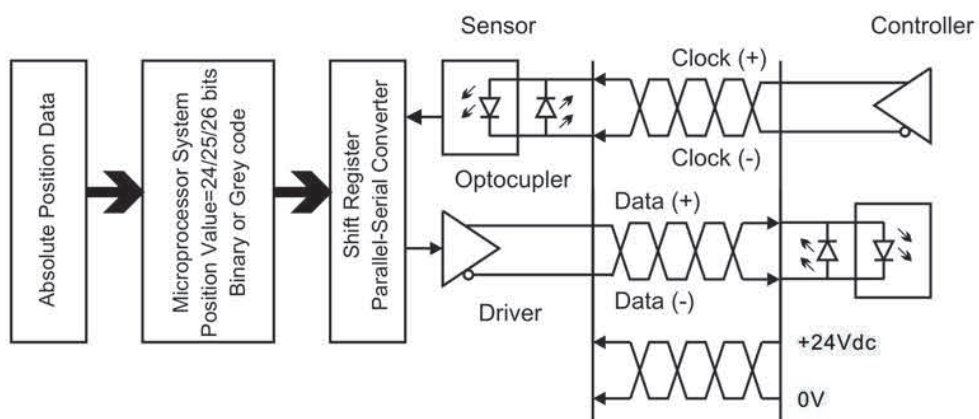 Sensor
Controller
Absolute Position Data
Microprocessor System
Position Value=24/25/26 bits
Binary or Grey code
Shift Register
Parallel-Serial Converter
Clock (+)
Clock (-)
Optocupler
Data (+)
Data (-)
Driver
+24Vdc
0V